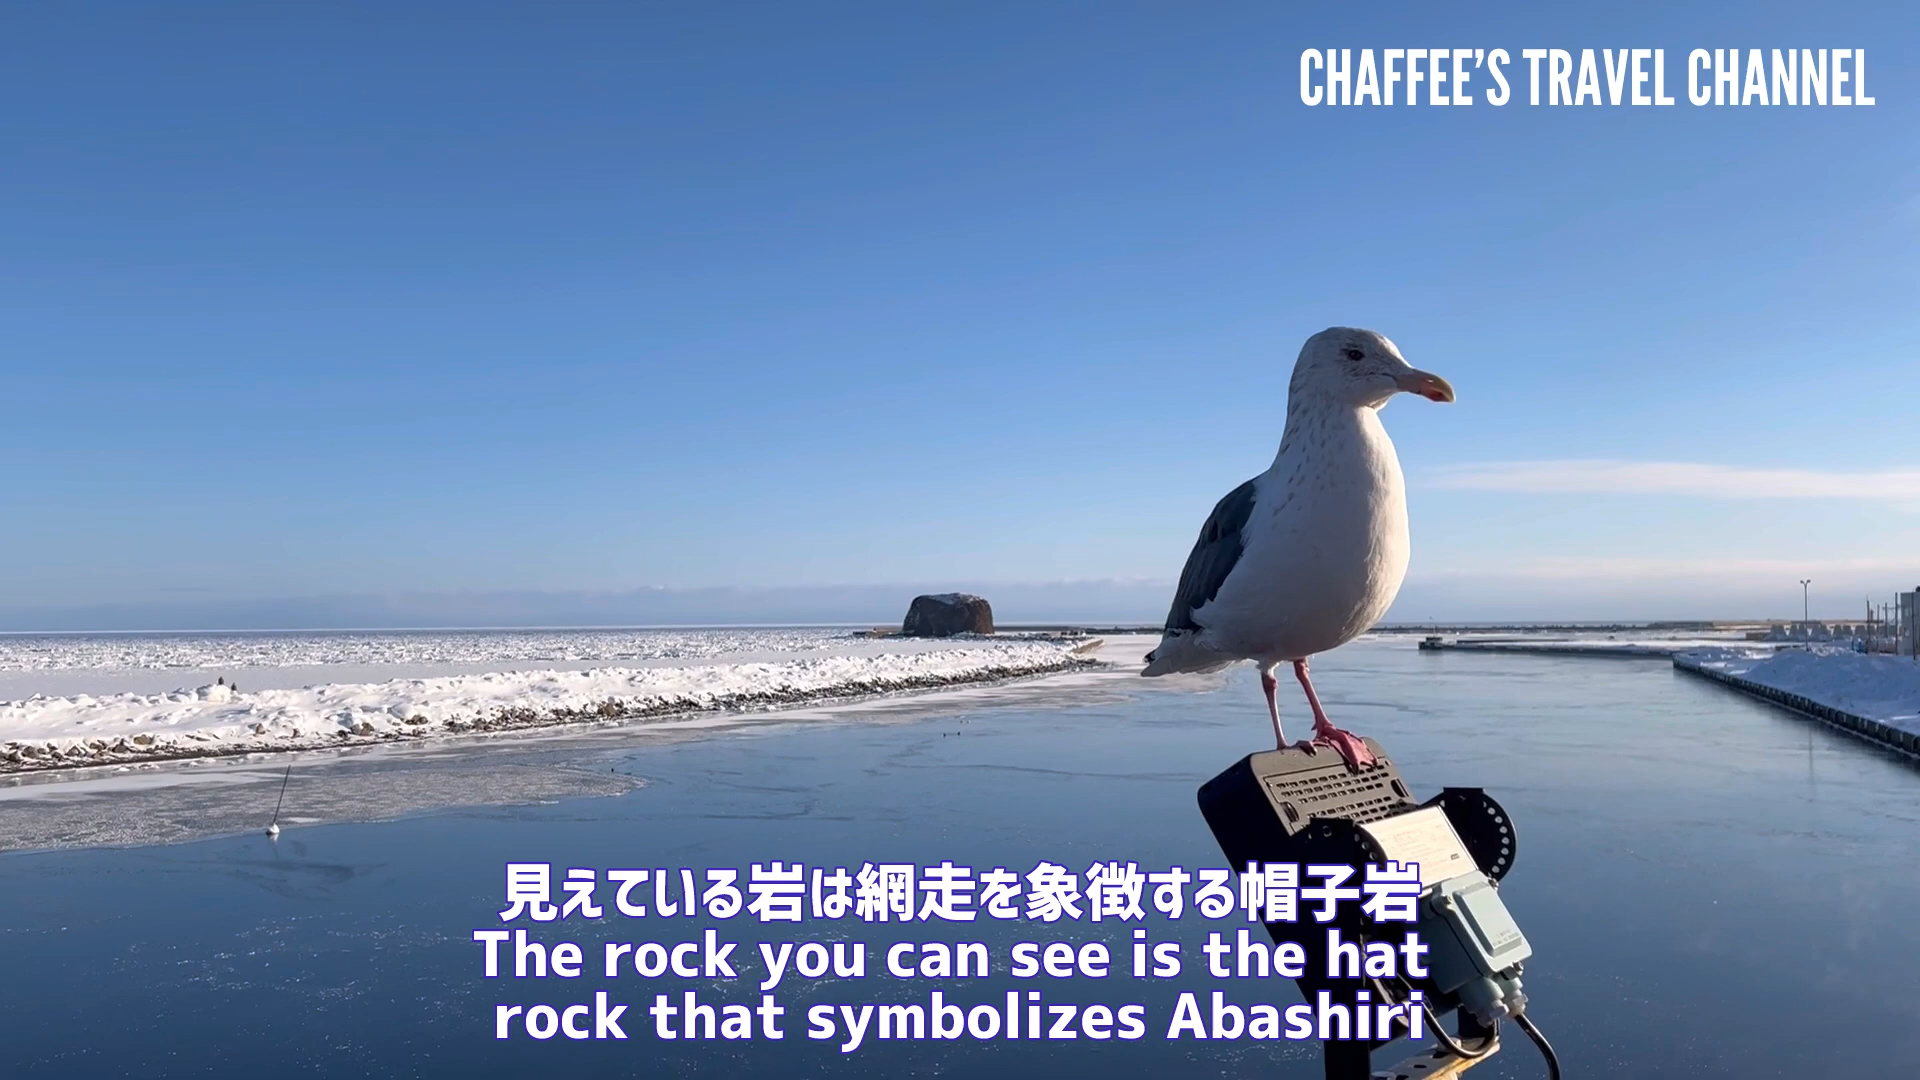 CHAFFEE’S TRAVEL CHANNEL
見えている岩は網走を象徴する帽子岩
The rock you can see is the hat
rock that symbolizes Abashiri